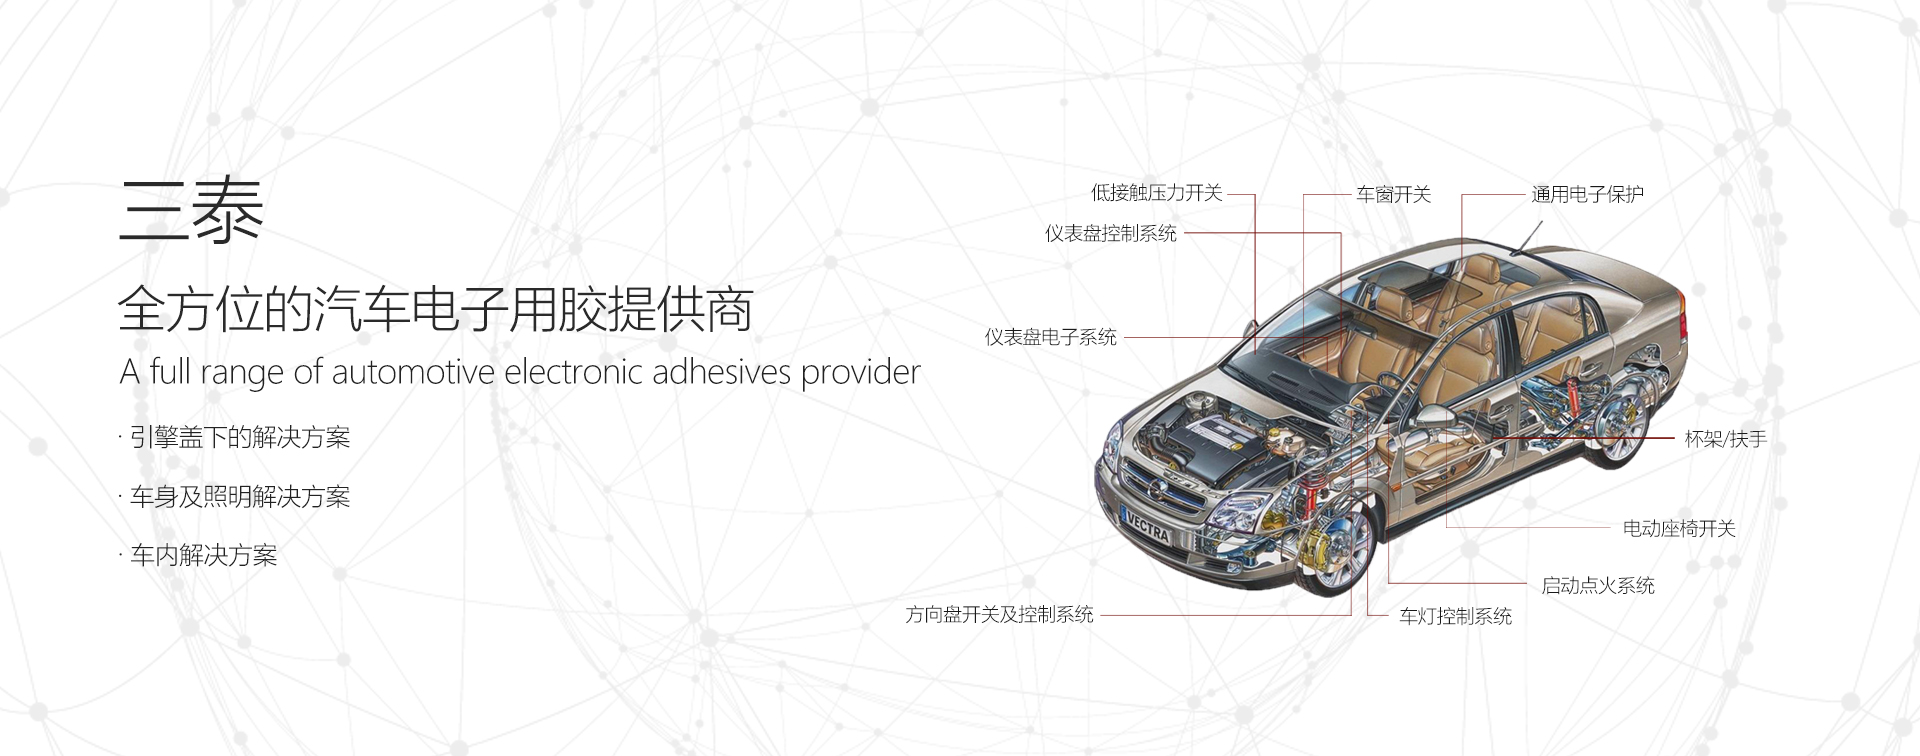 三泰
全方位的汽车电子用胶提供商
A full range of automotive electronic adhesives provider
· 引擎盖下的解决方案
· 车身及照明解决方案
· 车内解决方案
低接触压力开关
车窗开关
通用电子保护
仪表盘控制系统
仪表盘电子系统
杯架/扶手
电动座椅开关
启动点火系统
方向盘开关及控制系统
车灯控制系统
VECTRA